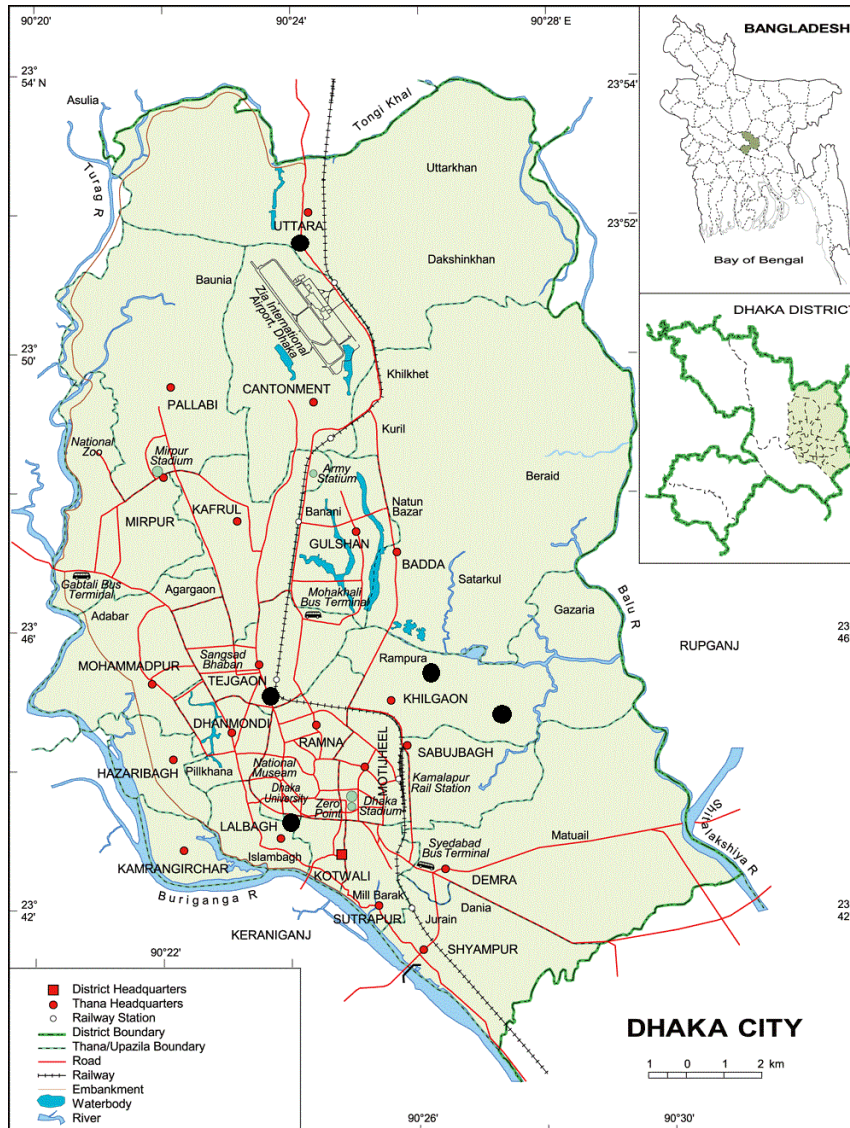 90°20'
90°24'
90°28' E
BANGLADESH
23°
54' N
Asulia
Tongi Khal
23°54'
Turag R
Uttarkhan
UTTARA
23°52'
Dakshinkhan
Bay of Bengal
Baunia
Zia International
Airport, Dhaka
DHAKA DISTRICT
23°
50'
Khilkhet
CANTONMENT
PALLABI
Kuril
National
Zoo
Mirpur
Stadium
Army
Statium
Beraid
Natun
Bazar
MIRPUR
KAFRUL
Banani
GULSHAN
BADDA
Satarkul
Gabtali Bus
Terminal
Agargaon
Mohakhali
Bus Terminal
Gazaria
Balu R
Adabar
23°
46'
23°
46'
RUPGANJ
Sangsad
Bhaban
Rampura
MOHAMMADPUR
TEJGAON
KHILGAON
DHANMONDI
RAMNA
MOTIJHEEL
SABUJBAGH
HAZARIBAGH
Pillkhana
National
Museam
Kamalapur
Rail Station
Dhaka
University
Zero
Point
Dhaka
Stadium
Shitalakshiya R
LALBAGH
Matuail
Syedabad
Bus Terminal
Islambagh
KAMRANGIRCHAR
KOTWALI
DEMRA
Buriganga R
Mill Barak
Dania
SUTRAPUR
Jurain
23°
42'
23°
42'
KERANIGANJ
SHYAMPUR
90°22'
District Headquarters
Thana Headquarters
Railway Station
District Boundary
Thana/Upazila Boundary
Road
Railway
Embankment
Waterbody
River
DHAKA CITY
1 0 1 2 km
90°26'
90°30'